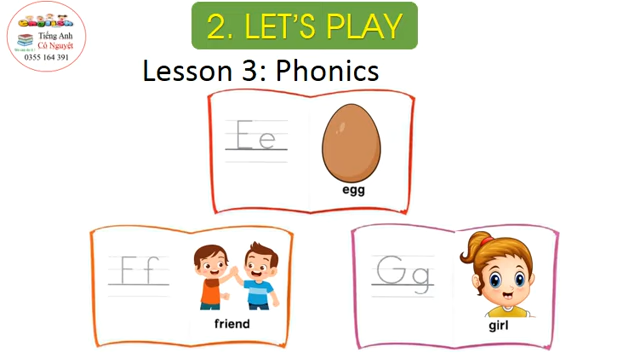 English
Tiếng Anh
Cô Nguyệt
0355 164 391
2. LET'S PLAY
Lesson 3: Phonics
Ee
egg
Ff
friend
Gg
girl